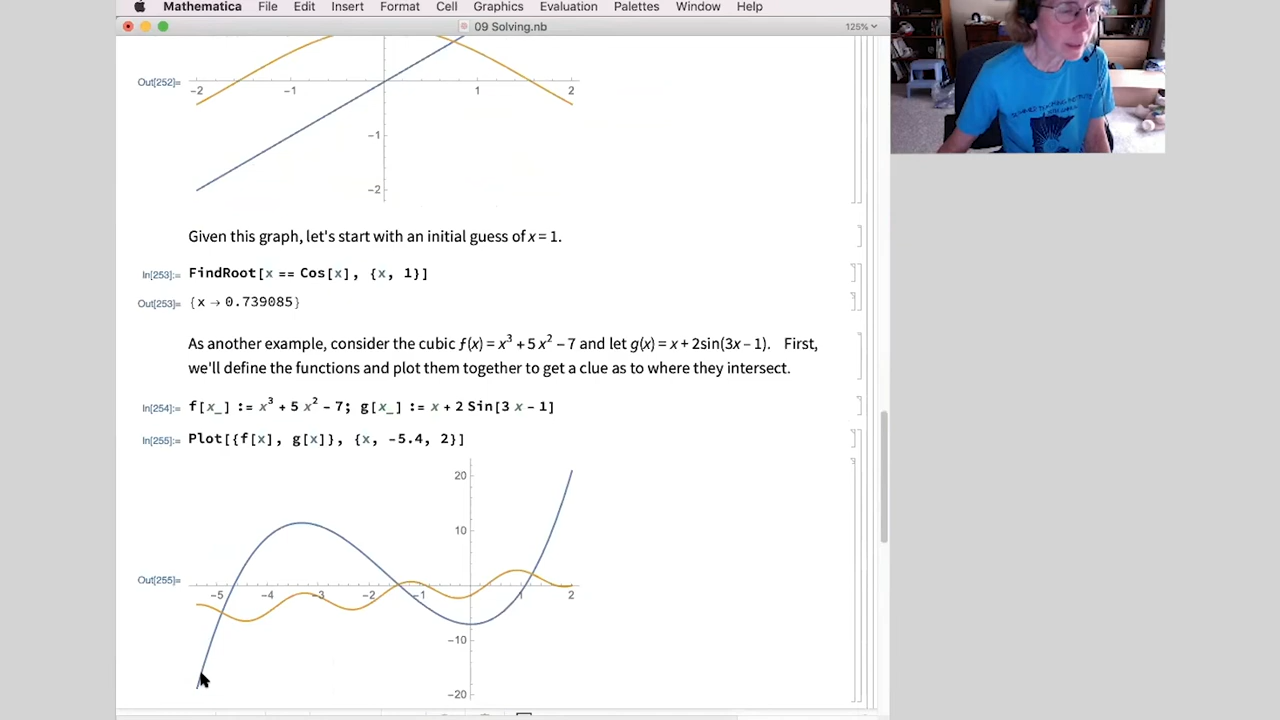 Mathematica File Edit Insert Format Cell Graphics Evaluation Palettes Window Help
09 Solving.nb 125%
Out[252]=
-2 -1 1 2
-1
-2
Given this graph, let's start with an initial guess of x = 1.
In[253]:= FindRoot[x == Cos[x], {x, 1}]
Out[253]= {x → 0.739085}
As another example, consider the cubic f(x) = x³ + 5 x² − 7 and let g(x) = x + 2sin(3x − 1). First,
we'll define the functions and plot them together to get a clue as to where they intersect.
In[254]:= f[x_] := x³ + 5 x² − 7; g[x_] := x + 2 Sin[3 x − 1]
In[255]:= Plot[{f[x], g[x]}, {x, -5.4, 2}]
20
10
Out[255]=
-5 -4 -3 -2 -1 1 2
-10
-20